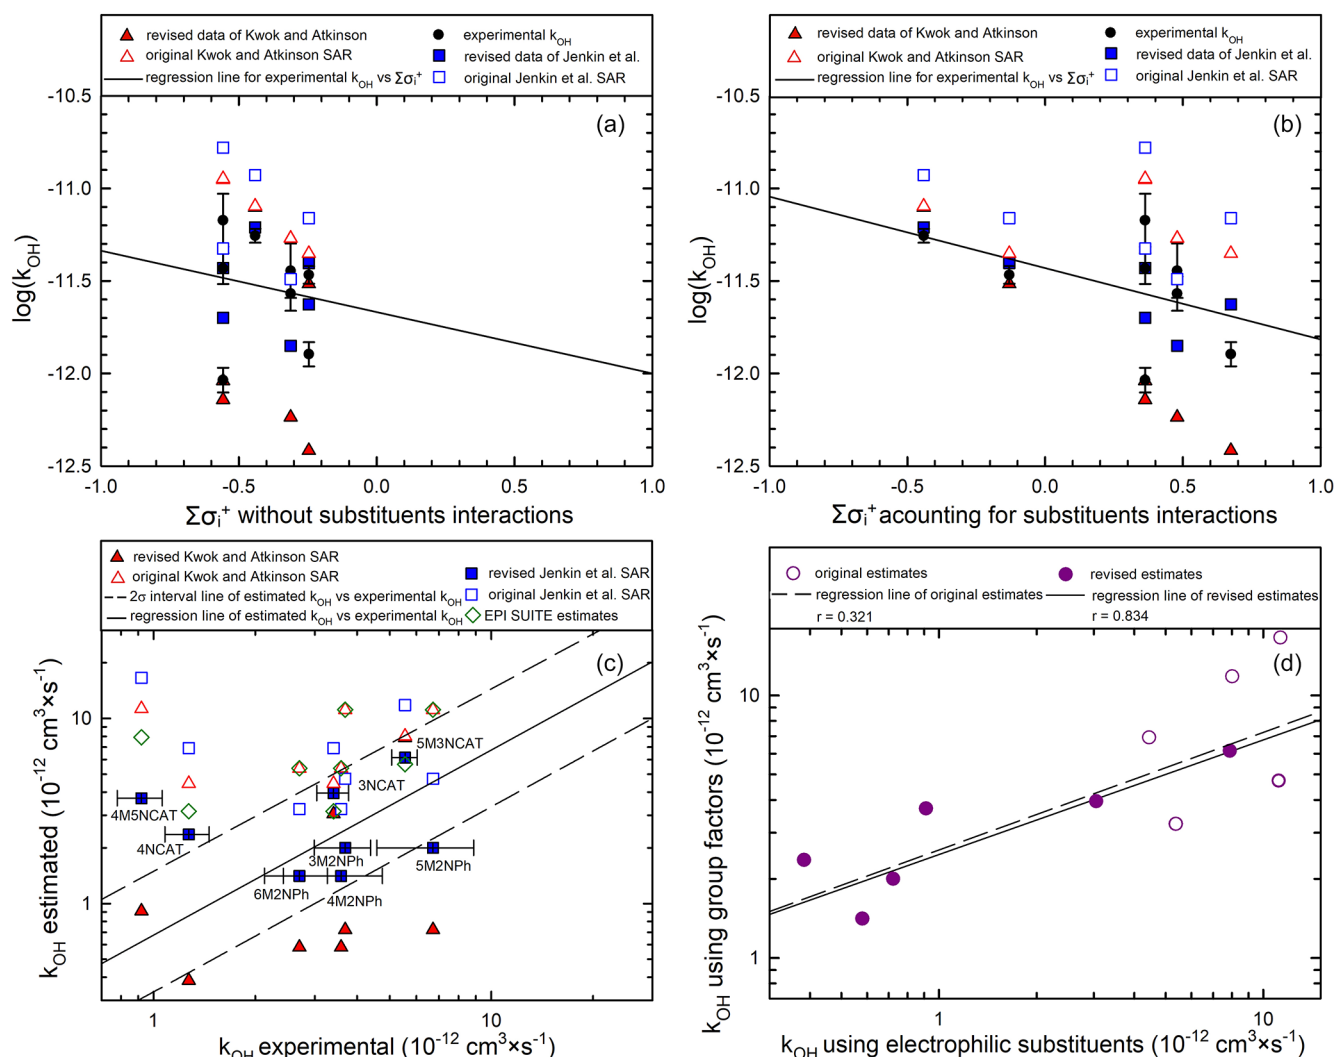 revised data of Kwok and Atkinson
experimental kOH
original Kwok and Atkinson SAR
revised data of Jenkin et al.
regression line for experimental kOH vs Σσi+
original Jenkin et al. SAR
-10.5
-11.0
-11.5
-12.0
-12.5
log(kOH)
(a)
-1.0 -0.5 0.0 0.5 1.0
Σσi+ without substituents interactions
revised data of Kwok and Atkinson
experimental kOH
original Kwok and Atkinson SAR
revised data of Jenkin et al.
regression line for experimental kOH vs Σσi+
original Jenkin et al. SAR
-10.5
-11.0
-11.5
-12.0
-12.5
log(kOH)
(b)
-1.0 -0.5 0.0 0.5 1.0
Σσi+ acounting for substituents interactions
revised Kwok and Atkinson SAR
original Kwok and Atkinson SAR
revised Jenkin et al. SAR
2σ interval line of estimated kOH vs experimental kOH
original Jenkin et al. SAR
regression line of estimated kOH vs experimental kOH
EPI SUITE estimates
(c)
10
1
kOH estimated (10-12 cm3×s-1)
5M3NCAT
3NCAT
4M5NCAT
4NCAT
3M2NPh
5M2NPh
6M2NPh
4M2NPh
1 10
kOH experimental (10-12 cm3×s-1)
original estimates
revised estimates
regression line of original estimates
regression line of revised estimates
r = 0.321
r = 0.834
(d)
10
1
kOH using group factors (10-12 cm3×s-1)
1 10
kOH using electrophilic substituents (10-12 cm3×s-1)